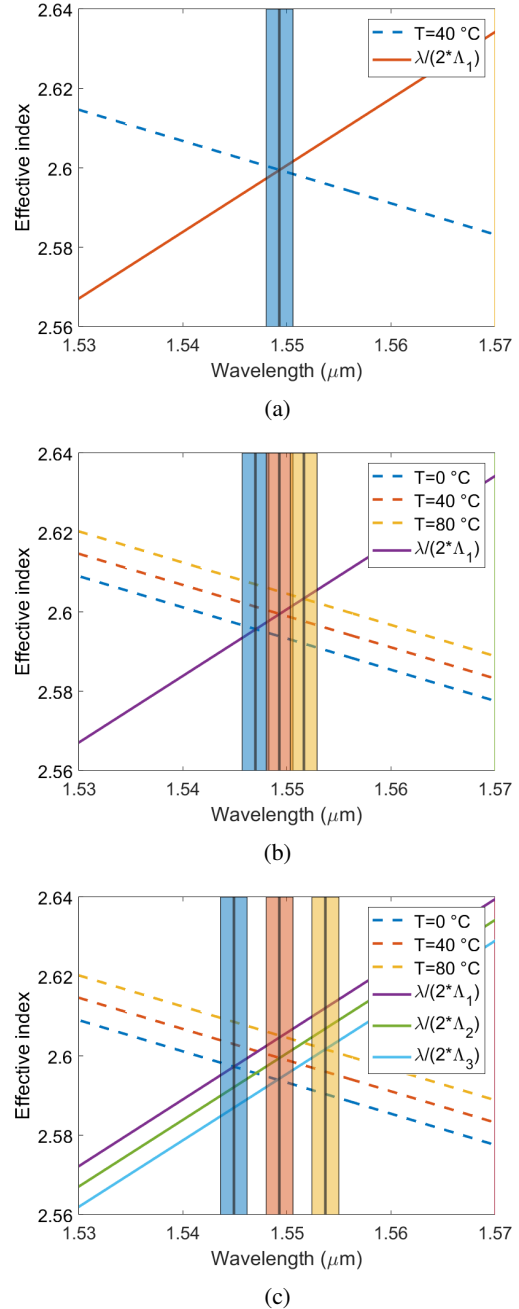 2.64
2.62
2.6
2.58
2.56
Effective index
T=40 °C
λ/(2*Λ1)
1.53 1.54 1.55 1.56 1.57
Wavelength (μm)
(a)
2.64
2.62
2.6
2.58
2.56
Effective index
T=0 °C
T=40 °C
T=80 °C
λ/(2*Λ1)
1.53 1.54 1.55 1.56 1.57
Wavelength (μm)
(b)
2.64
2.62
2.6
2.58
2.56
Effective index
T=0 °C
T=40 °C
T=80 °C
λ/(2*Λ1)
λ/(2*Λ2)
λ/(2*Λ3)
1.53 1.54 1.55 1.56 1.57
Wavelength (μm)
(c)